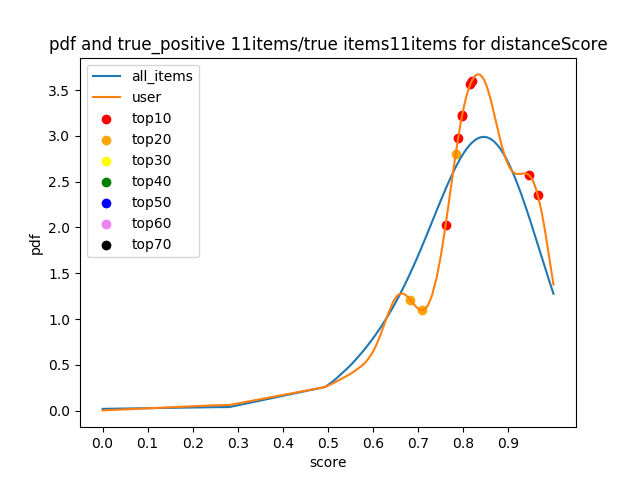 pdf and true_positive 11items/true items11items for distanceScore
all_items
user
top10
top20
top30
top40
top50
top60
top70
pdf
3.5
3.0
2.5
2.0
1.5
1.0
0.5
0.0
0.0 0.1 0.2 0.3 0.4 0.5 0.6 0.7 0.8 0.9
score